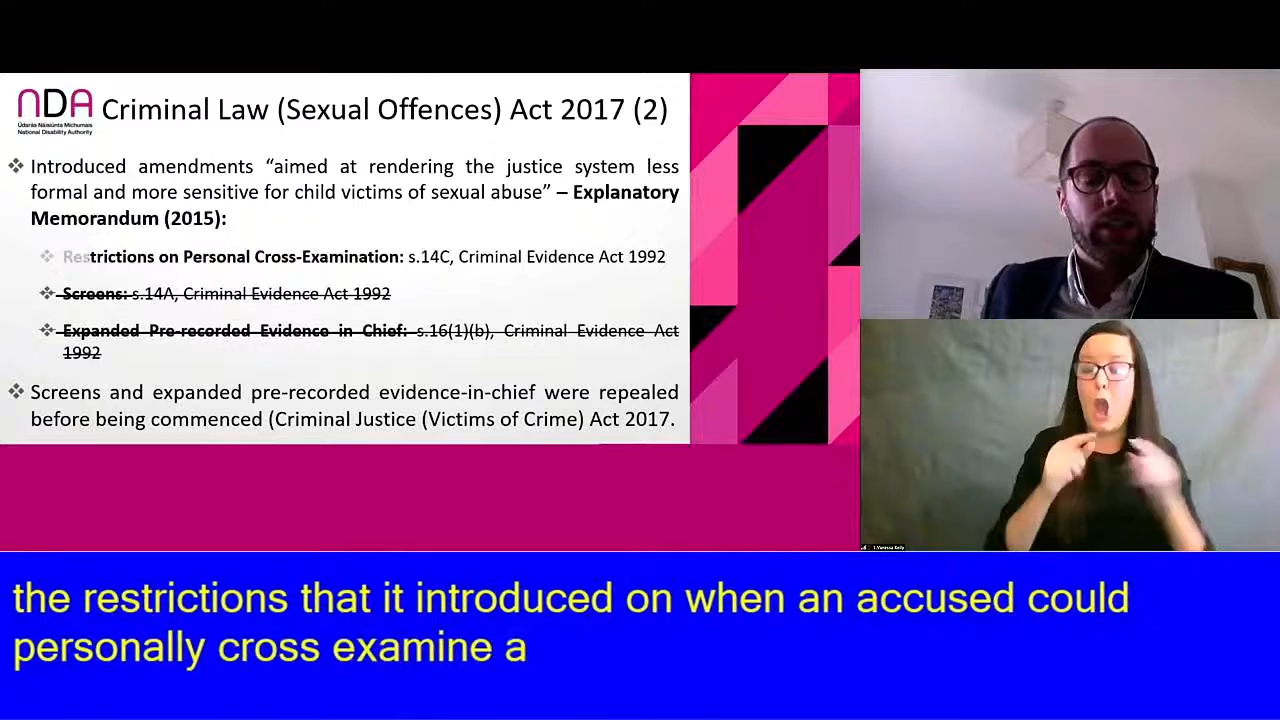 NDA
Údarás Náisiúnta Míchumais
National Disability Authority
Criminal Law (Sexual Offences) Act 2017 (2)
Introduced amendments “aimed at rendering the justice system less
formal and more sensitive for child victims of sexual abuse” – Explanatory
Memorandum (2015):
Restrictions on Personal Cross-Examination: s.14C, Criminal Evidence Act 1992
Screens: s.14A, Criminal Evidence Act 1992
Expanded Pre-recorded Evidence in Chief: s.16(1)(b), Criminal Evidence Act
1992
Screens and expanded pre-recorded evidence-in-chief were repealed
before being commenced (Criminal Justice (Victims of Crime) Act 2017.
Vanessa Kelly
the restrictions that it introduced on when an accused could
personally cross examine a